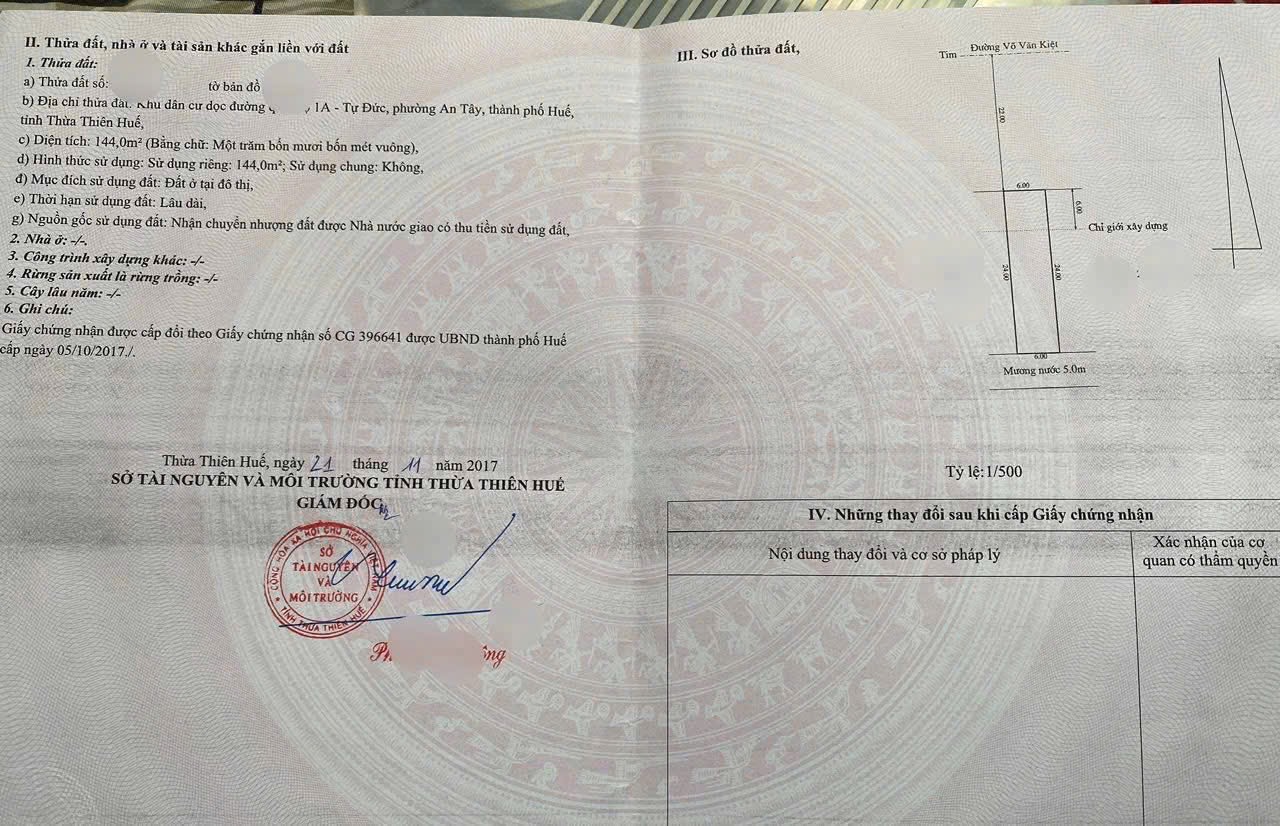 II. Thửa đất, nhà ở và tài sản khác gắn liền với đất
1. Thửa đất:
a) Thửa đất số: tờ bản đồ
b) Địa chỉ thửa đất: Khu dân cư dọc đường 1A - Tự Đức, phường An Tây, thành phố Huế,
tỉnh Thừa Thiên Huế,
c) Diện tích: 144,0m² (Bằng chữ: Một trăm bốn mươi bốn mét vuông),
d) Hình thức sử dụng: Sử dụng riêng: 144,0m²; Sử dụng chung: Không,
đ) Mục đích sử dụng đất: Đất ở tại đô thị,
e) Thời hạn sử dụng đất: Lâu dài,
g) Nguồn gốc sử dụng đất: Nhận chuyển nhượng đất được Nhà nước giao có thu tiền sử dụng đất,
2. Nhà ở: -/-,
3. Công trình xây dựng khác: -/-
4. Rừng sản xuất là rừng trồng: -/-
5. Cây lâu năm: -/-
6. Ghi chú:
Giấy chứng nhận được cấp đổi theo Giấy chứng nhận số CG 396641 được UBND thành phố Huế
cấp ngày 05/10/2017./.
Thừa Thiên Huế, ngày 21 tháng 11 năm 2017
SỞ TÀI NGUYÊN VÀ MÔI TRƯỜNG TỈNH THỪA THIÊN HUẾ
GIÁM ĐỐC
CỘNG HÒA XÃ HỘI CHỦ NGHĨA VIỆT NAM
SỞ
TÀI NGUYÊN
VÀ
MÔI TRƯỜNG
TỈNH THỪA THIÊN HUẾ
III. Sơ đồ thửa đất,
Tim Đường Võ Văn Kiệt
22.00
6.00
6.00
Chỉ giới xây dựng
24.00
24.00
6.00
Mương nước 5.0m
Tỷ lệ:1/500
IV. Những thay đổi sau khi cấp Giấy chứng nhận
Nội dung thay đổi và cơ sở pháp lý
Xác nhận của cơ
quan có thẩm quyền